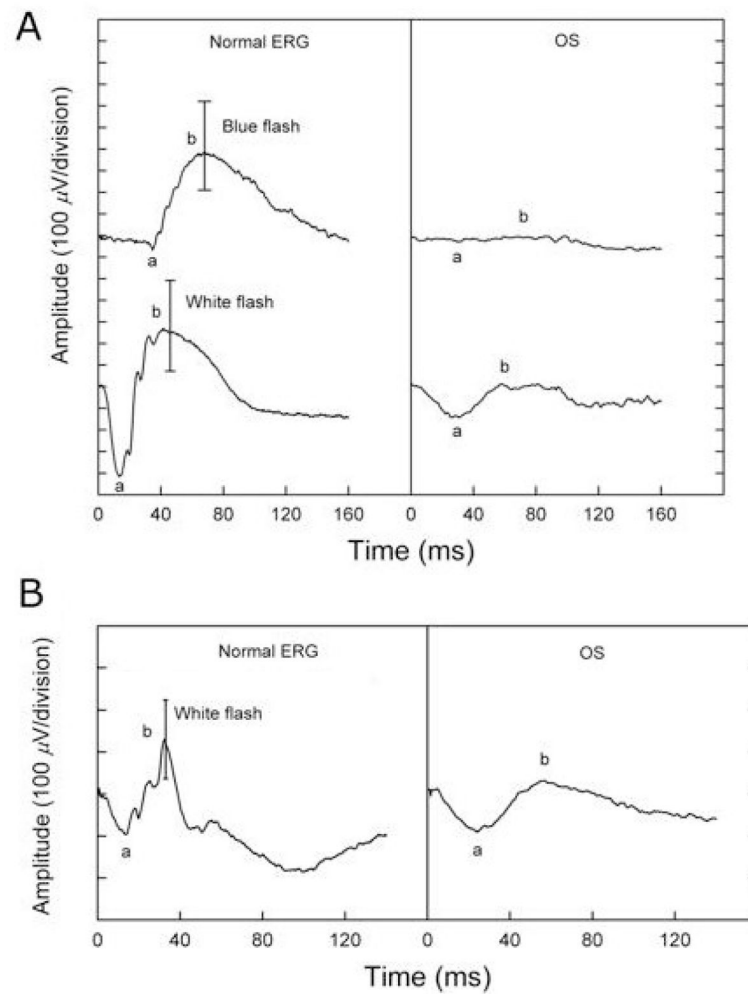 A
Normal ERG
OS
b
Blue flash
a
b
a
b
White flash
a
b
a
Amplitude (100 μV/division)
0 40 80 120 160 0 40 80 120 160
Time (ms)
B
Normal ERG
OS
b
White flash
a
b
a
Amplitude (100 μV/division)
0 40 80 120 0 40 80 120
Time (ms)